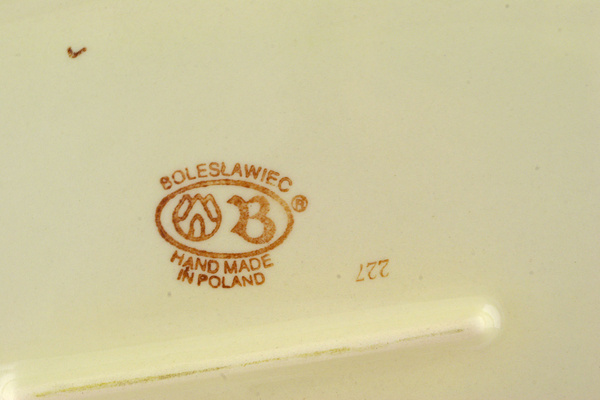 BOLESŁAWIEC
B ®
HAND MADE
IN POLAND
227